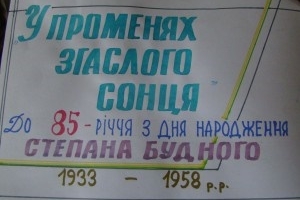 У ПРОМЕНЯХ
ЗГАСЛОГО
СОНЦЯ
ДО 85-РІЧЧЯ З ДНЯ НАРОДЖЕННЯ
СТЕПАНА БУДНОГО
1933 – 1958 р.р.